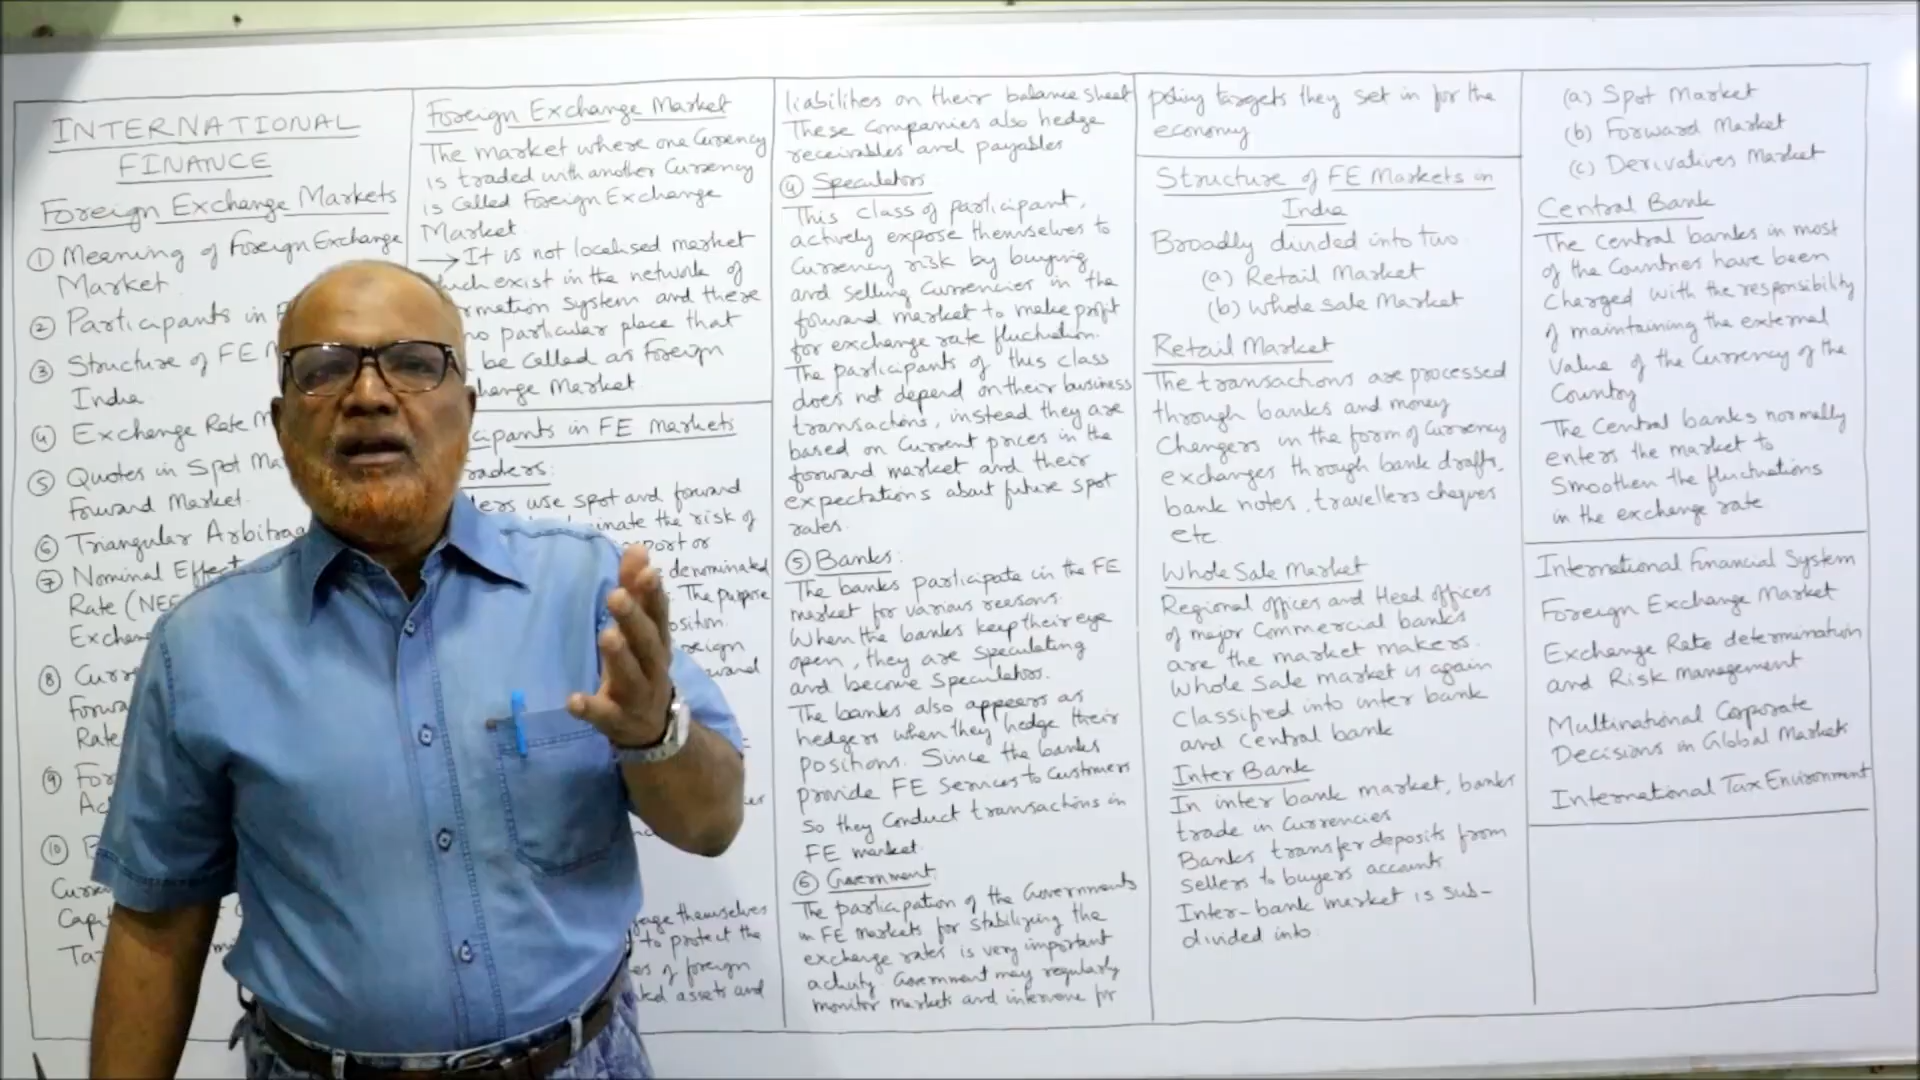 INTERNATIONAL
FINANCE
Foreign Exchange Markets
① Meaning of Foreign Exchange
Market
② Participants in
③ Structure of FE
India
④ Exchange Rate
⑤ Quotes in Spot
Forward Market.
⑥ Triangular
⑦ Nominal
Rate
⑧
Rate
⑨
⑩
Foreign Exchange Market
The market where one Currency
is traded with another Currency
is Called Foreign Exchange
Market.
→ It is not localised market
exist in the network of
system and there
no particular place that
be Called as Foreign
Market
in FE Markets
use spot and forward
the risk of
or
denominated
The purpose
themselves
to protect the
of foreign
assets and
liabilities on their balance sheet
These Companies also hedge
receivables and payables
④ Speculators
This class of participant,
actively expose themselves to
Currency risk by buying
and selling Currencies in the
forward market to make profit
for exchange rate fluctuation.
The participants of this class
does not depend on their business
transactions, instead they are
based on Current prices in the
forward market and their
expectations about future spot
rates.
⑤ Banks:
The banks participate in the FE
market for various reasons.
When the banks keep their eye
open, they are speculating
and become Speculators.
The banks also appears as
hedgers when they hedge their
positions. Since the banks
provide FE Services to Customers
So they Conduct transactions in
FE market.
⑥ Government.
The participation of the Governments
in FE markets for stabilizing the
exchange rates is very important
activity. Government may regularly
monitor markets and intervene for
policy targets they set in for the
economy
Structure of FE Markets in
India
Broadly divided into two
(a) Retail Market
(b) Whole Sale Market
Retail Market
The transactions are processed
through banks and money
Changers in the form of Currency
exchanges through bank drafts,
bank notes, travellers cheques
etc.
Whole Sale Market
Regional offices and Head offices
of major Commercial banks
are the market makers.
Whole Sale market is again
Classified into inter bank
and Central bank
Inter Bank
In inter bank market, banks
trade in Currencies
Banks transfer deposits from
Sellers to buyers accounts
Inter-bank market is sub-
divided into.
(a) Spot Market
(b) Forward Market
(c) Derivatives Market
Central Bank
The Central banks in most
of the Countries have been
Charged with the responsibility
of maintaining the external
Value of the Currency of the
Country
The Central banks normally
enters the market to
Smoothen the fluctuations
in the exchange rate
International Financial System
Foreign Exchange Market
Exchange Rate determination
and Risk Management
Multinational Corporate
Decisions in Global Markets
International Tax Environment